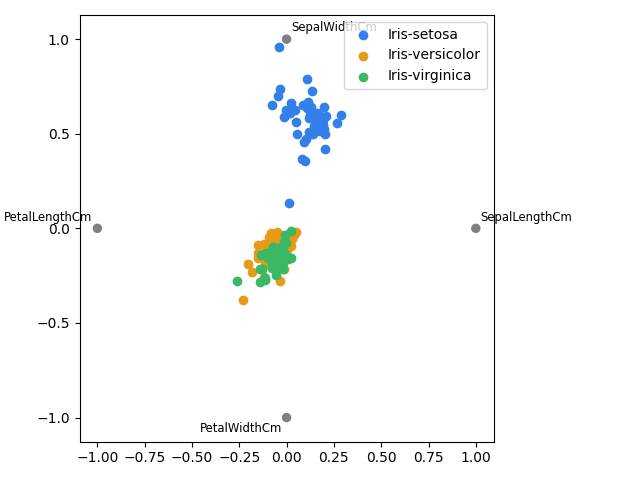 SepalWidthCm
Iris-setosa
Iris-versicolor
Iris-virginica
1.0
0.5
PetalLengthCm
0.0
SepalLengthCm
−0.5
−1.0
PetalWidthCm
−1.00 −0.75 −0.50 −0.25 0.00 0.25 0.50 0.75 1.00